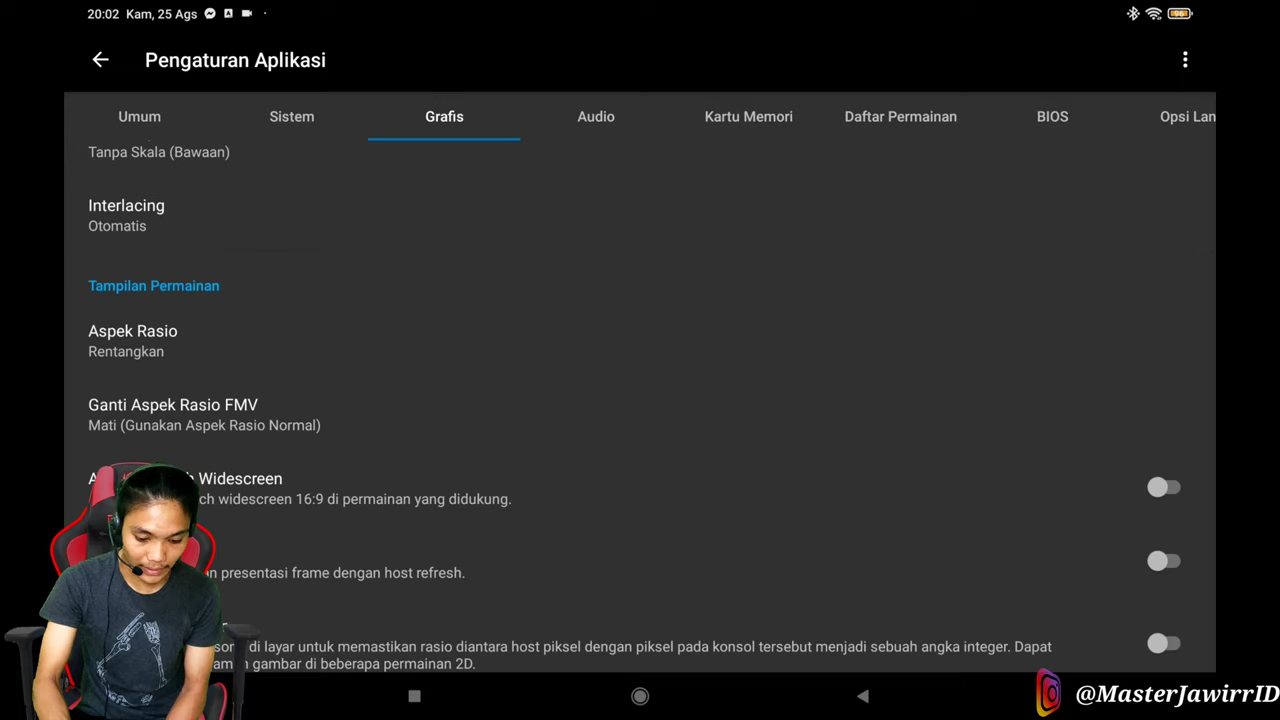 20:02 Kam, 25 Ags
96
Pengaturan Aplikasi
Umum
Sistem
Grafis
Audio
Kartu Memori
Daftar Permainan
BIOS
Opsi Lan
Tanpa Skala (Bawaan)
Interlacing
Otomatis
Tampilan Permainan
Aspek Rasio
Rentangkan
Ganti Aspek Rasio FMV
Mati (Gunakan Aspek Rasio Normal)
Widescreen
widescreen 16:9 di permainan yang didukung.
presentasi frame dengan host refresh.
di layar untuk memastikan rasio diantara host piksel dengan piksel pada konsol tersebut menjadi sebuah angka integer. Dapat
gambar di beberapa permainan 2D.
@MasterJawirrID